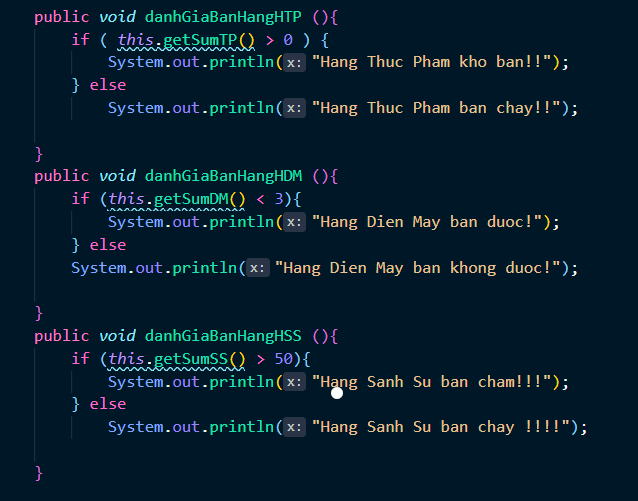 public void danhGiaBanHangHTP (){
if ( this.getSumTP() > 0 ) {
System.out.println(x: "Hang Thuc Pham kho ban!!");
} else
System.out.println(x: "Hang Thuc Pham ban chay!!");
}
public void danhGiaBanHangHDM (){
if (this.getSumDM() < 3){
System.out.println(x: "Hang Dien May ban duoc!");
} else
System.out.println(x: "Hang Dien May ban khong duoc!");
}
public void danhGiaBanHangHSS (){
if (this.getSumSS() > 50){
System.out.println(x: "Hang Sanh Su ban cham!!!");
} else
System.out.println(x: "Hang Sanh Su ban chay !!!!");
}